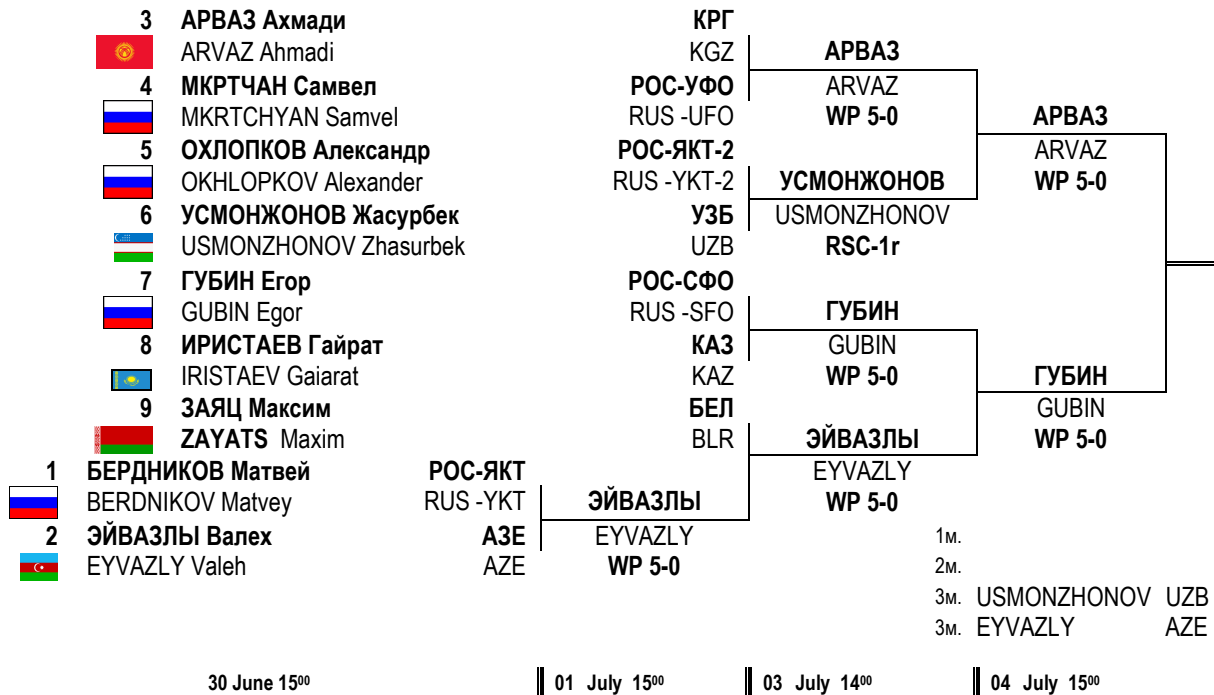 3 АРВАЗ Ахмади КРГ
ARVAZ Ahmadi KGZ АРВАЗ
4 МКРТЧАН Самвел РОС-УФО ARVAZ
MKRTCHYAN Samvel RUS -UFO WP 5-0 АРВАЗ
5 ОХЛОПКОВ Александр РОС-ЯКТ-2 ARVAZ
OKHLOPKOV Alexander RUS -YKT-2 УСМОНЖОНОВ WP 5-0
6 УСМОНЖОНОВ Жасурбек УЗБ USMONZHONOV
USMONZHONOV Zhasurbek UZB RSC-1r
7 ГУБИН Егор РОС-СФО
GUBIN Egor RUS -SFO ГУБИН
8 ИРИСТАЕВ Гайрат КАЗ GUBIN
IRISTAEV Gaiarat KAZ WP 5-0 ГУБИН
9 ЗАЯЦ Максим БЕЛ GUBIN
ZAYATS Maxim BLR ЭЙВАЗЛЫ WP 5-0
1 БЕРДНИКОВ Матвей РОС-ЯКТ EYVAZLY
BERDNIKOV Matvey RUS -YKT ЭЙВАЗЛЫ WP 5-0
2 ЭЙВАЗЛЫ Валех АЗЕ EYVAZLY 1м.
EYVAZLY Valeh AZE WP 5-0 2м.
3м. USMONZHONOV UZB
3м. EYVAZLY AZE
30 June 15⁰⁰ 01 July 15⁰⁰ 03 July 14⁰⁰ 04 July 15⁰⁰